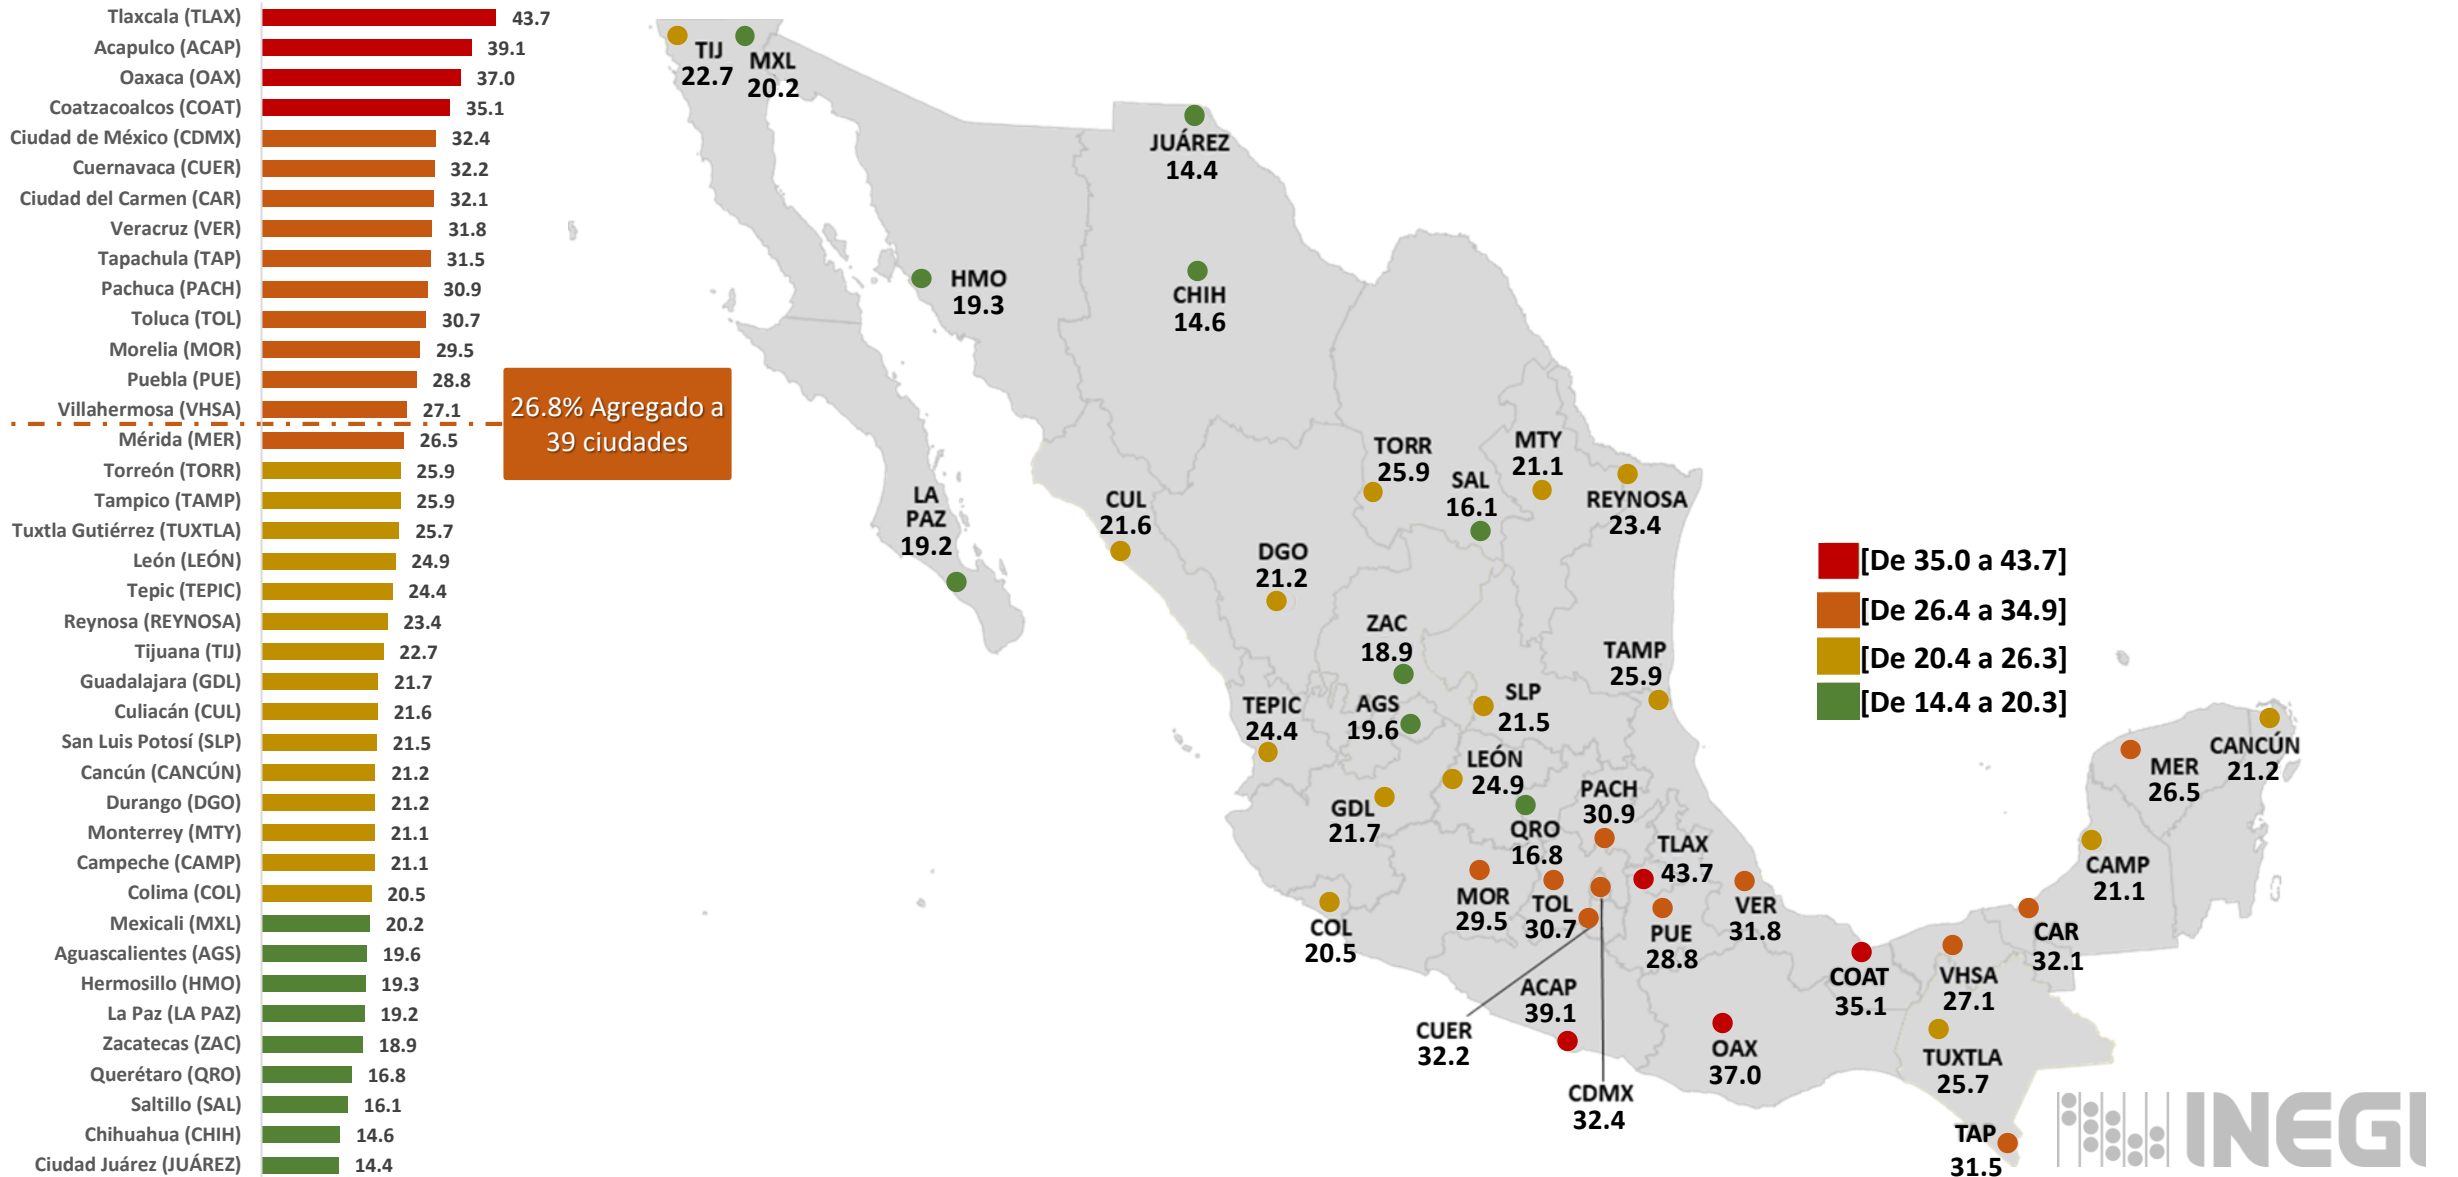 Tlaxcala (TLAX) 43.7
Acapulco (ACAP) 39.1
Oaxaca (OAX) 37.0
Coatzacoalcos (COAT) 35.1
Ciudad de México (CDMX) 32.4
Cuernavaca (CUER) 32.2
Ciudad del Carmen (CAR) 32.1
Veracruz (VER) 31.8
Tapachula (TAP) 31.5
Pachuca (PACH) 30.9
Toluca (TOL) 30.7
Morelia (MOR) 29.5
Puebla (PUE) 28.8
Villahermosa (VHSA) 27.1
Mérida (MER) 26.5
Torreón (TORR) 25.9
Tampico (TAMP) 25.9
Tuxtla Gutiérrez (TUXTLA) 25.7
León (LEÓN) 24.9
Tepic (TEPIC) 24.4
Reynosa (REYNOSA) 23.4
Tijuana (TIJ) 22.7
Guadalajara (GDL) 21.7
Culiacán (CUL) 21.6
San Luis Potosí (SLP) 21.5
Cancún (CANCÚN) 21.2
Durango (DGO) 21.2
Monterrey (MTY) 21.1
Campeche (CAMP) 21.1
Colima (COL) 20.5
Mexicali (MXL) 20.2
Aguascalientes (AGS) 19.6
Hermosillo (HMO) 19.3
La Paz (LA PAZ) 19.2
Zacatecas (ZAC) 18.9
Querétaro (QRO) 16.8
Saltillo (SAL) 16.1
Chihuahua (CHIH) 14.6
Ciudad Juárez (JUÁREZ) 14.4
26.8% Agregado a
39 ciudades
TIJ
22.7
MXL
20.2
JUÁREZ
14.4
HMO
19.3
CHIH
14.6
LA
PAZ
19.2
CUL
21.6
TORR
25.9
SAL
16.1
MTY
21.1
REYNOSA
23.4
DGO
21.2
ZAC
18.9
TAMP
25.9
TEPIC
24.4
AGS
19.6
SLP
21.5
LEÓN
24.9
GDL
21.7
PACH
30.9
QRO
16.8
TLAX
43.7
COL
20.5
MOR
29.5
TOL
30.7
PUE
28.8
VER
31.8
CUER
32.2
ACAP
39.1
CDMX
32.4
OAX
37.0
COAT
35.1
VHSA
27.1
CAR
32.1
CAMP
21.1
MER
26.5
CANCÚN
21.2
TUXTLA
25.7
TAP
31.5
[De 35.0 a 43.7]
[De 26.4 a 34.9]
[De 20.4 a 26.3]
[De 14.4 a 20.3]
INEGI